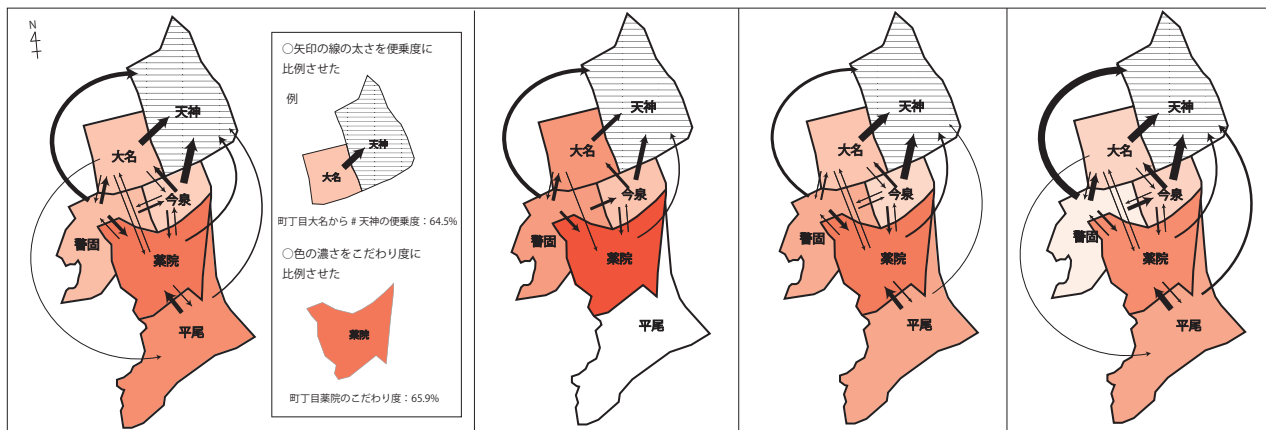 N
天神
大名
今泉
警固
薬院
平尾
○矢印の線の太さを便乗度に
比例させた
例
天神
大名
町丁目大名から # 天神の便乗度：64.5%
○色の濃さをこだわり度に
比例させた
薬院
町丁目薬院のこだわり度：65.9%
天神
大名
今泉
警固
薬院
平尾
天神
大名
今泉
警固
薬院
平尾
天神
大名
今泉
警固
薬院
平尾